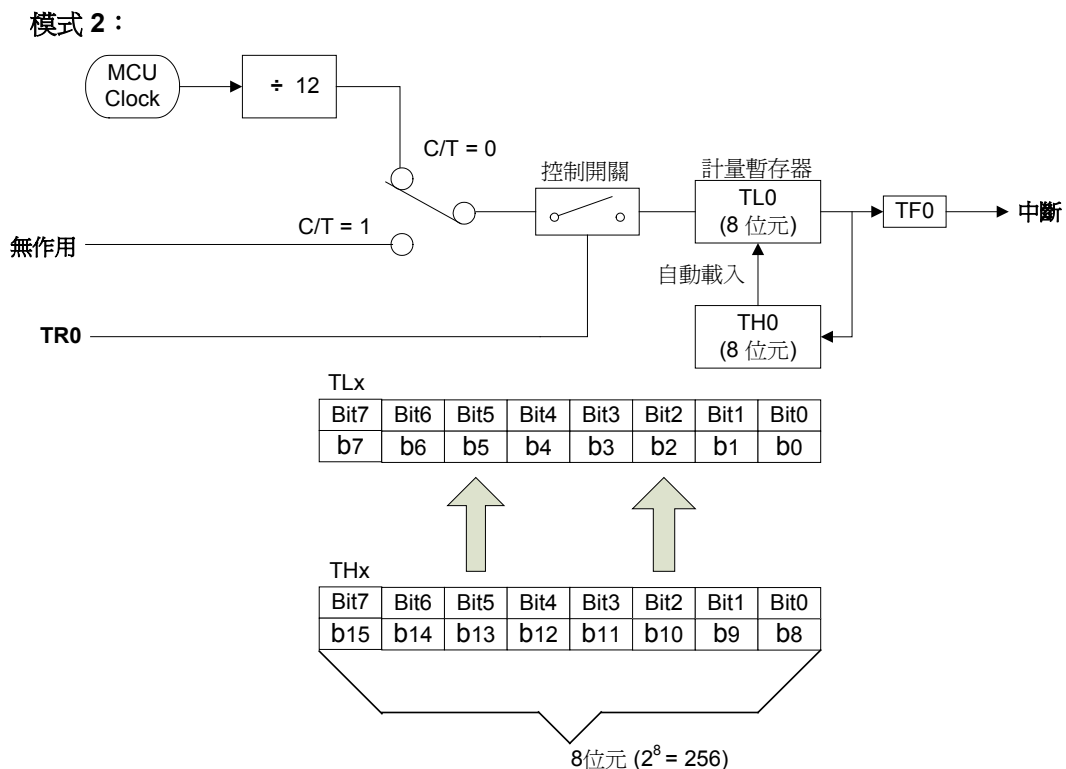 模式 2：
MCU
Clock
÷ 12
C/T = 0
控制開關
計量暫存器
TL0
(8 位元)
TF0
中斷
C/T = 1
無作用
自動載入
TR0
TH0
(8 位元)
TLx
Bit7 Bit6 Bit5 Bit4 Bit3 Bit2 Bit1 Bit0
b7 b6 b5 b4 b3 b2 b1 b0
THx
Bit7 Bit6 Bit5 Bit4 Bit3 Bit2 Bit1 Bit0
b15 b14 b13 b12 b11 b10 b9 b8
8位元 (2⁸ = 256)